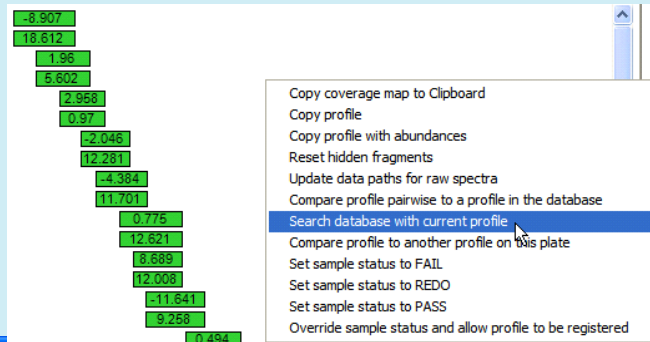 -8.907
18.612
1.96
5.602
2.958
0.97
-2.046
12.281
-4.384
11.701
0.775
12.621
8.689
12.008
-11.641
9.258
0.494
Copy coverage map to Clipboard
Copy profile
Copy profile with abundances
Reset hidden fragments
Update data paths for raw spectra
Compare profile pairwise to a profile in the database
Search database with current profile
Compare profile to another profile on this plate
Set sample status to FAIL
Set sample status to REDO
Set sample status to PASS
Override sample status and allow profile to be registered